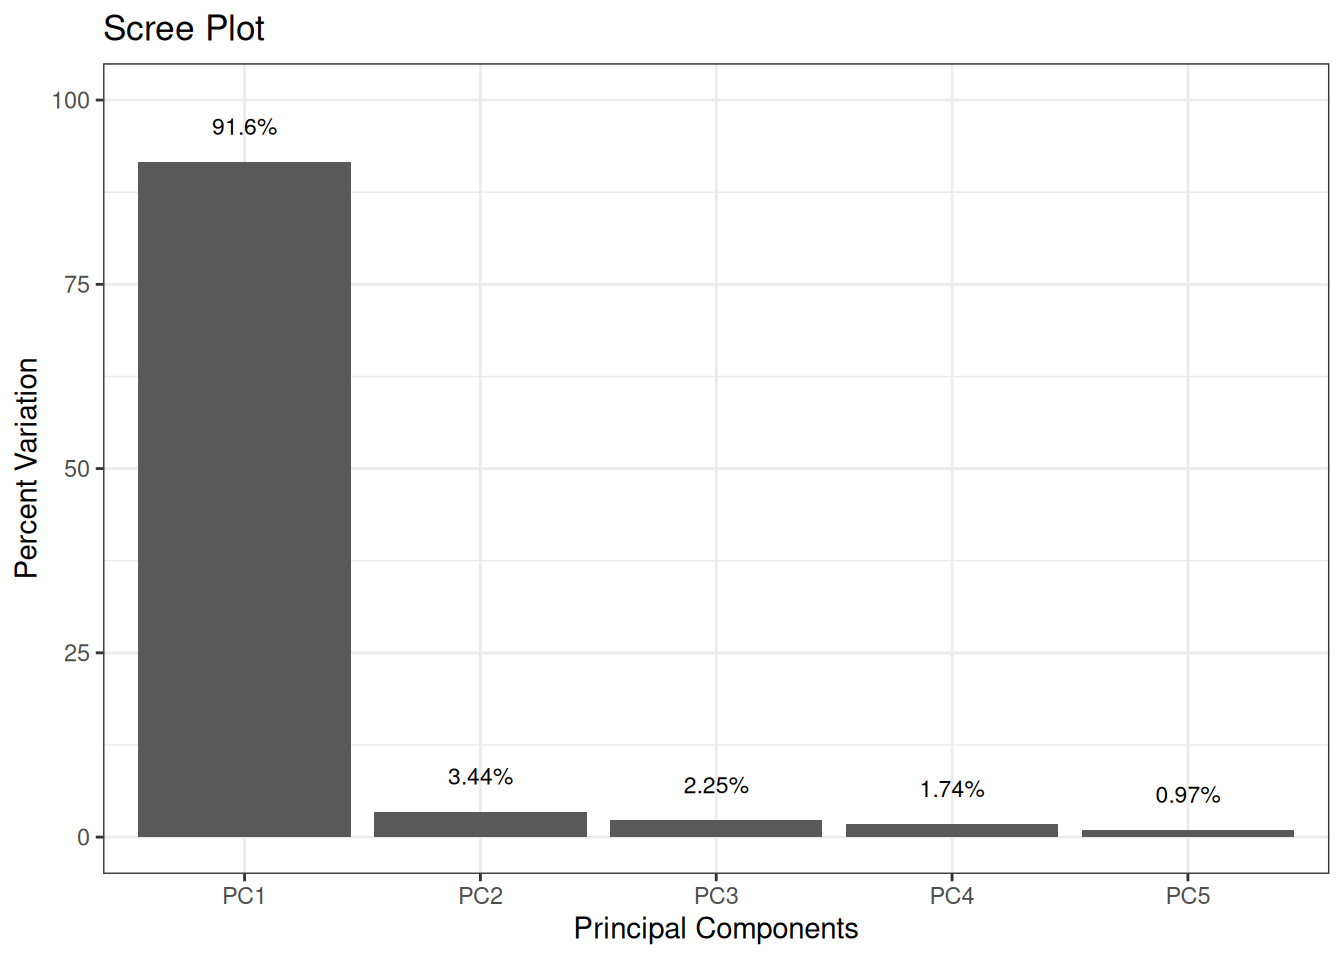 Scree Plot
100
91.6%
75
50
25
3.44%
2.25%
1.74%
0.97%
0
Percent Variation
PC1 PC2 PC3 PC4 PC5
Principal Components